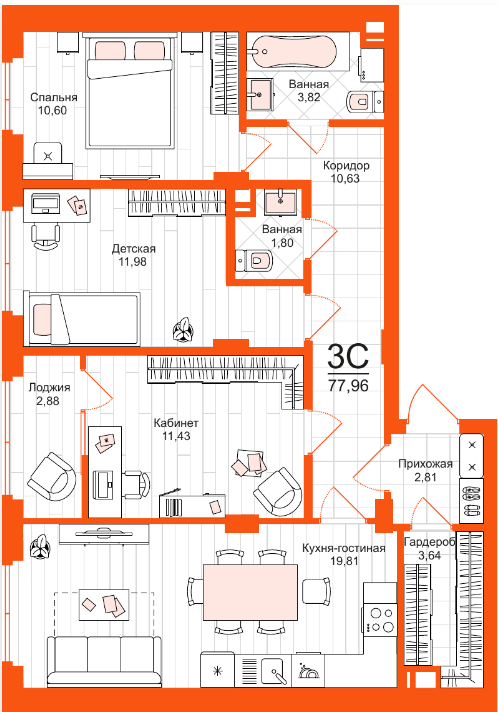 Ванная
3,82
Спальня
10,60
Коридор
10,63
Ванная
1,80
Детская
11,98
3С
77,96
Лоджия
2,88
Кабинет
11,43
Прихожая
2,81
Гардероб
3,64
Кухня-гостиная
19,81